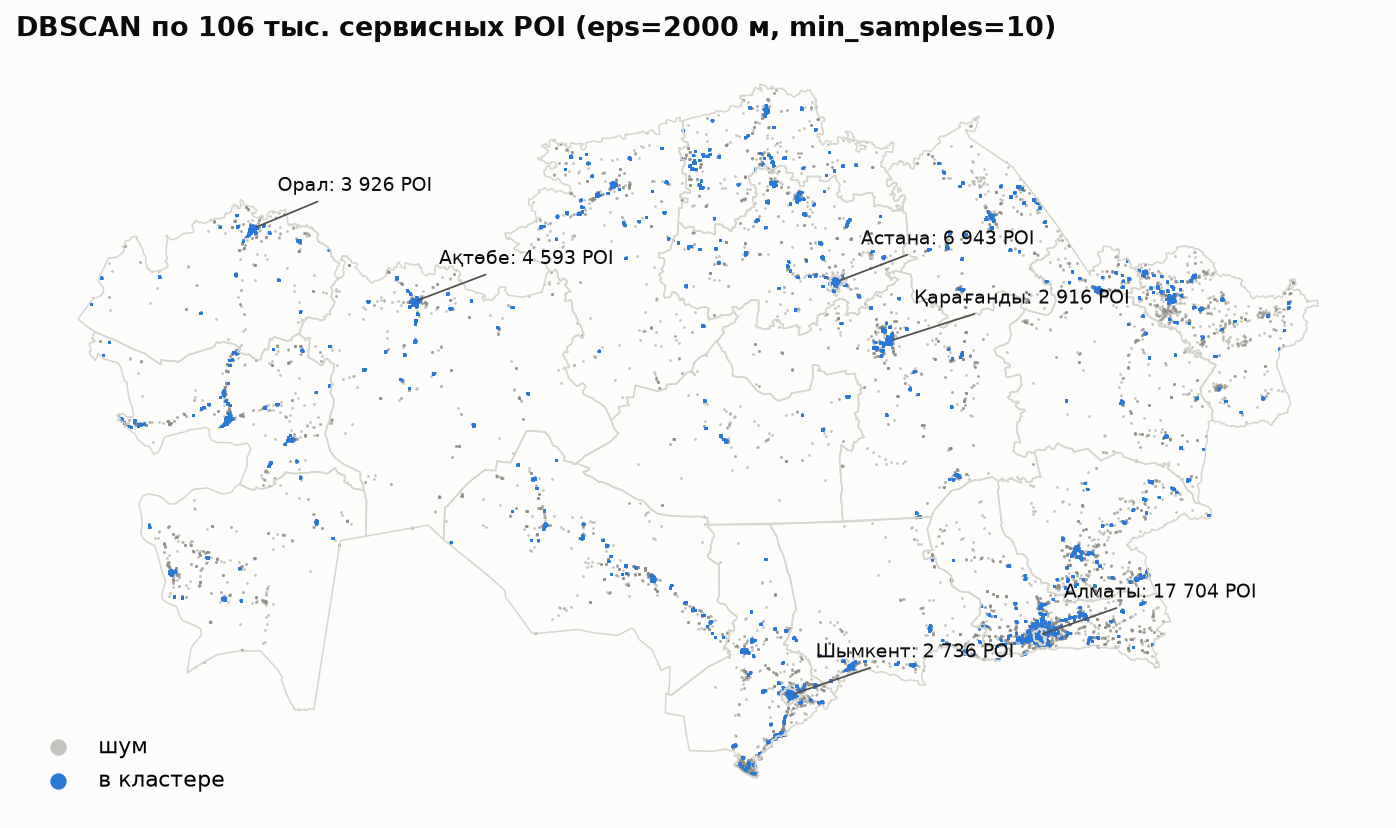 DBSCAN по 106 тыс. сервисных POI (eps=2000 м, min_samples=10)
Орал: 3 926 POI
Ақтөбе: 4 593 POI
Астана: 6 943 POI
Қарағанды: 2 916 POI
Алматы: 17 704 POI
Шымкент: 2 736 POI
шум
в кластере